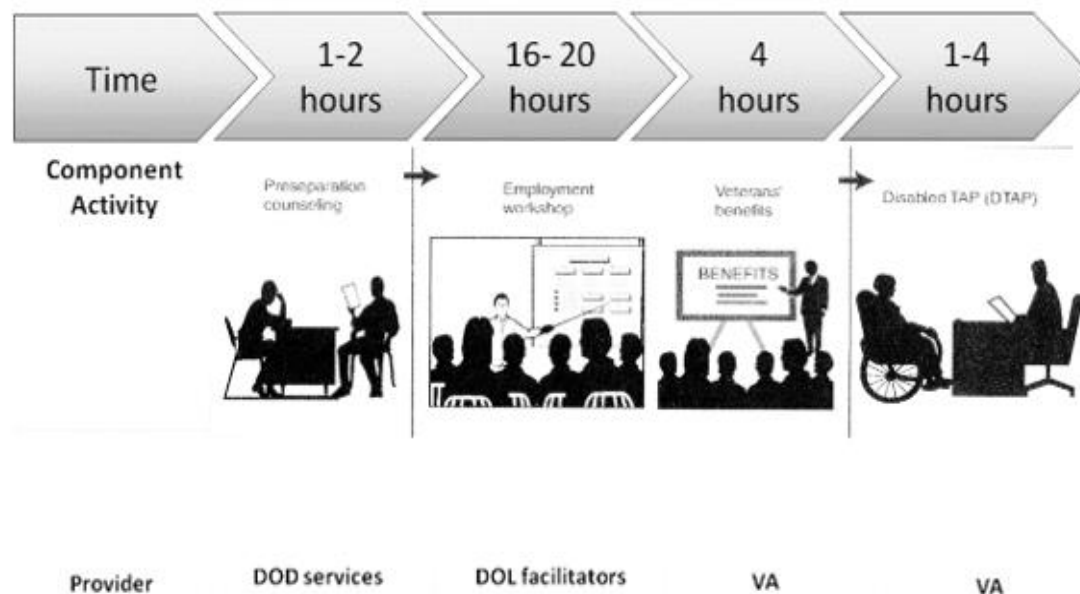 Time
1-2
hours
16- 20
hours
4
hours
1-4
hours
Component
Activity
Preseparation
counseling
Employment
workshop
Veterans'
benefits
Disabled TAP (DTAP)
BENEFITS
Provider
DOD services
DOL facilitators
VA
VA